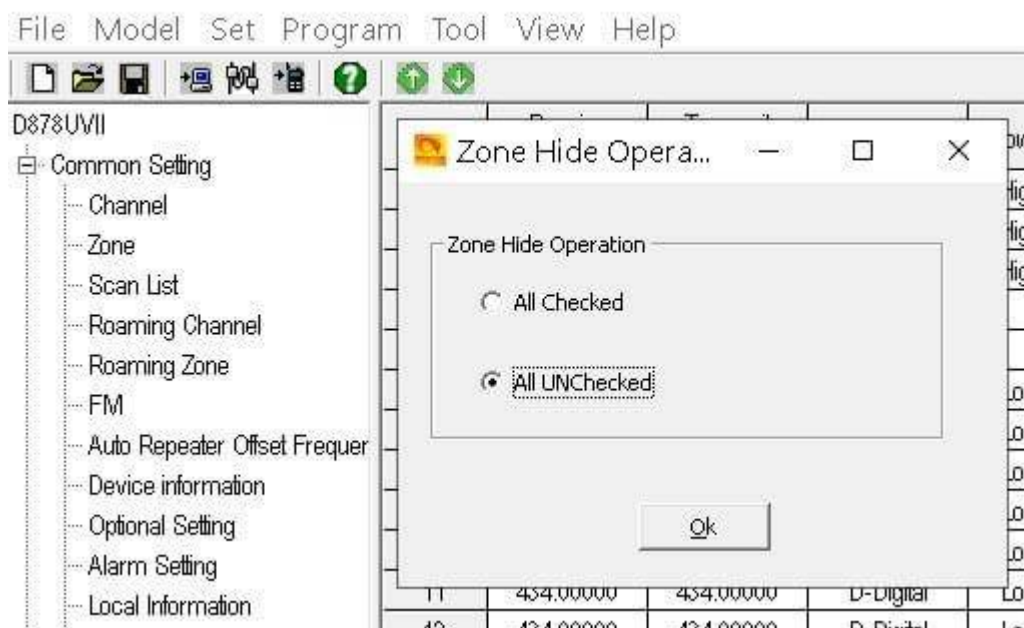 File Model Set Program Tool View Help
D878UVII
Common Setting
Channel
Zone
Scan List
Roaming Channel
Roaming Zone
FM
Auto Repeater Offset Frequer
Device information
Optional Setting
Alarm Setting
Local Information
Zone Hide Opera...
Zone Hide Operation
All Checked
All UNChecked
Ok
11 434.00000 434.00000 D-Digital Lo